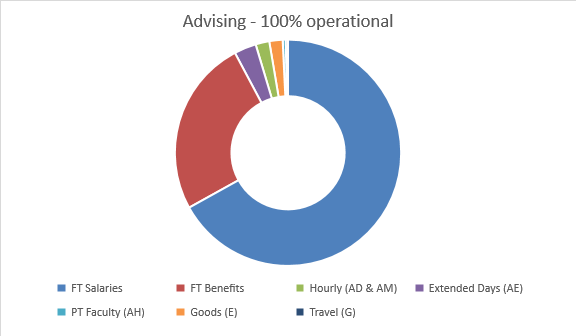 Advising - 100% operational
FT Salaries FT Benefits Hourly (AD & AM) Extended Days (AE)
PT Faculty (AH) Goods (E) Travel (G)